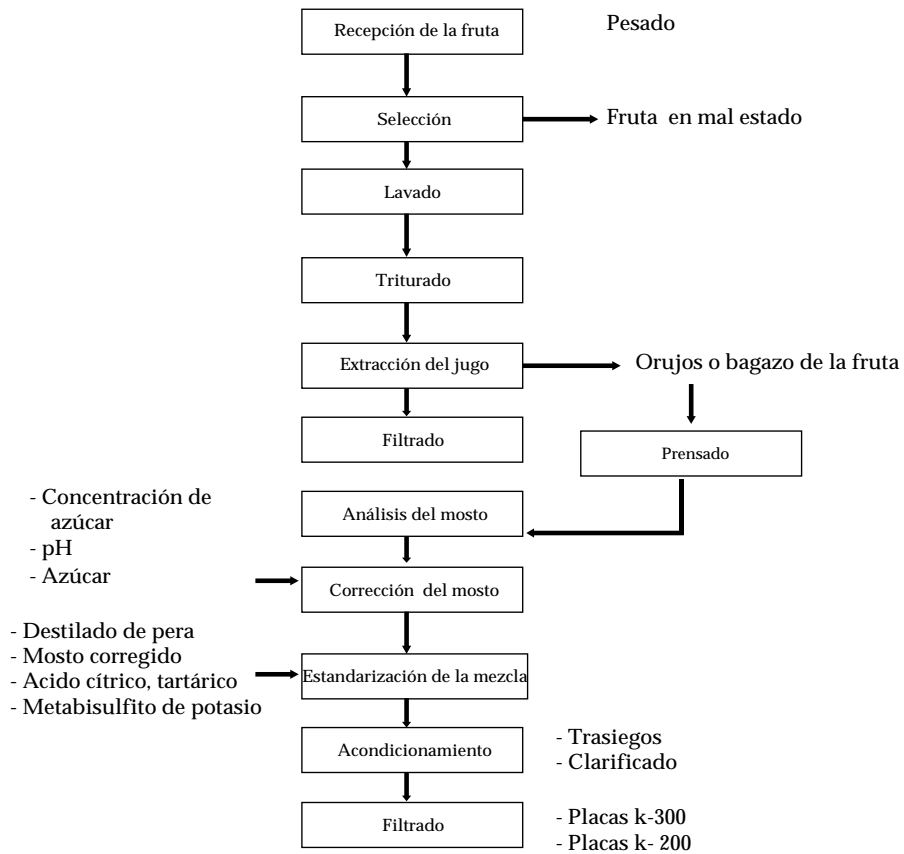 Recepción de la fruta
Pesado
Selección
Fruta en mal estado
Lavado
Triturado
Extracción del jugo
Orujos o bagazo de la fruta
Filtrado
Prensado
- Concentración de
azúcar
- pH
- Azúcar
Análisis del mosto
Corrección del mosto
- Destilado de pera
- Mosto corregido
- Acido cítrico, tartárico
- Metabisulfito de potasio
Estandarización de la mezcla
Acondicionamiento
- Trasiegos
- Clarificado
Filtrado
- Placas k-300
- Placas k- 200